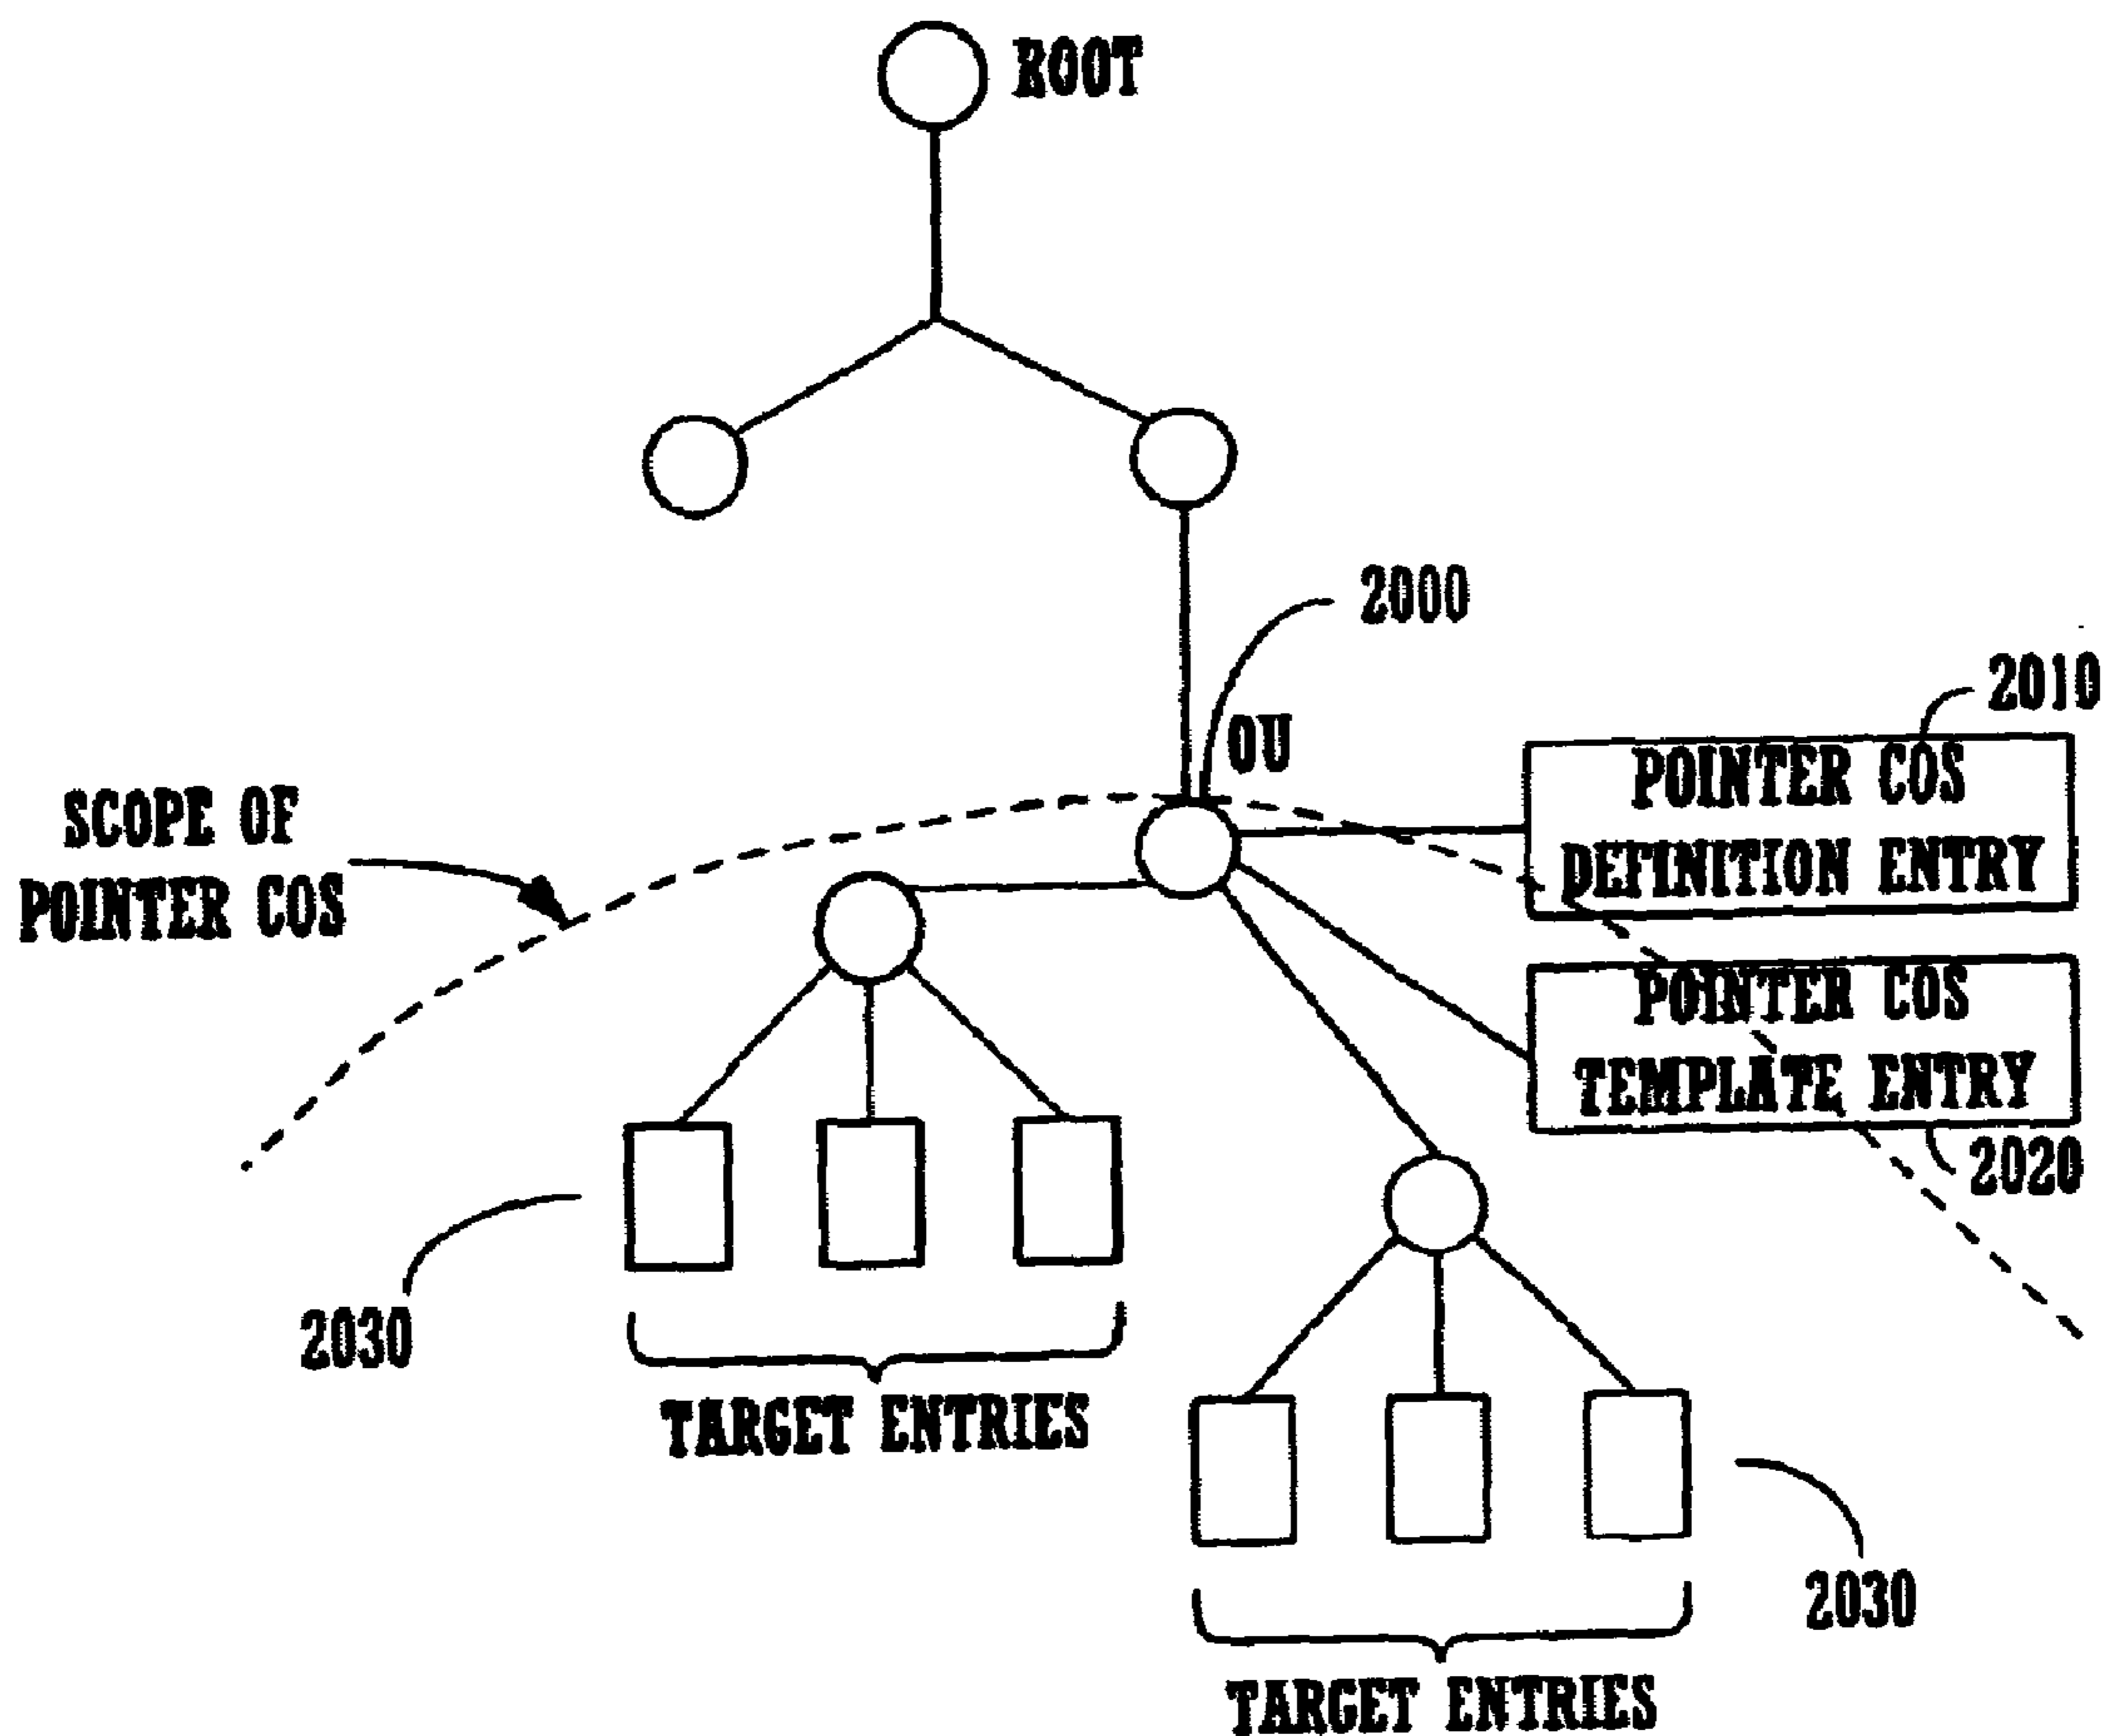 ROOT
2000
2010
OU
POINTER COS
DEFINITION ENTRY
SCOPE OF
POINTER COS
POINTER COS
TEMPLATE ENTRY
2020
2030
TARGET ENTRIES
2030
TARGET ENTRIES